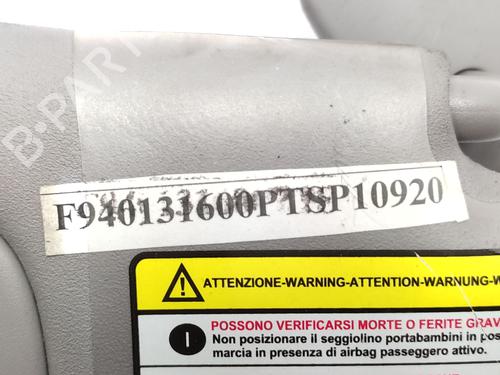 B-PART
F940131600PTSP10920
ATTENZIONE-WARNING-ATTENTION-WARNUNG-W
I
POSSONO VERIFICARSI MORTE O FERITE GRAV
Non posizionare il seggiolino portabambini in pos
marcia in presenza di airbag passeggero attivo.